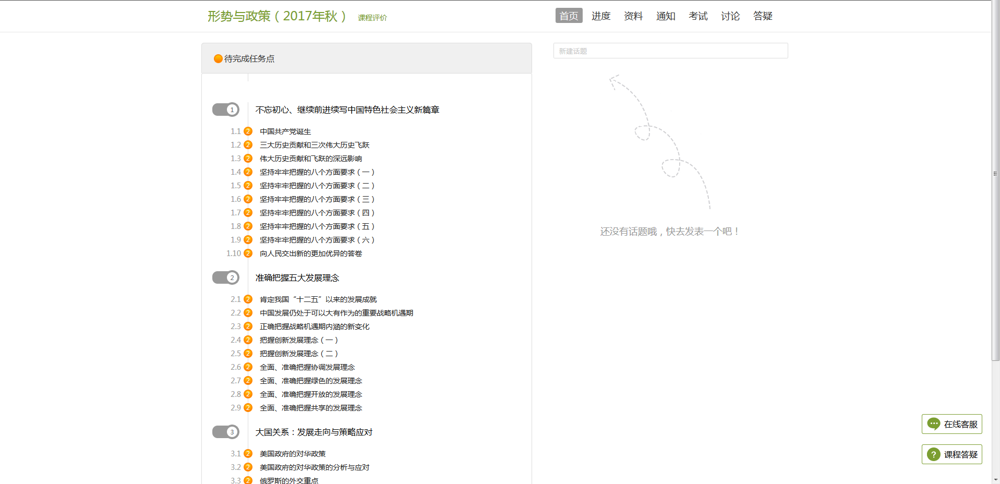 形势与政策（2017年秋） 课程评价
首页 进度 资料 通知 考试 讨论 答疑
待完成任务点
1 不忘初心、继续前进续写中国特色社会主义新篇章
1.1 2 中国共产党诞生
1.2 2 三大历史贡献和三次伟大历史飞跃
1.3 2 伟大历史贡献和飞跃的深远影响
1.4 2 坚持牢牢把握的八个方面要求（一）
1.5 2 坚持牢牢把握的八个方面要求（二）
1.6 2 坚持牢牢把握的八个方面要求（三）
1.7 2 坚持牢牢把握的八个方面要求（四）
1.8 2 坚持牢牢把握的八个方面要求（五）
1.9 2 坚持牢牢把握的八个方面要求（六）
1.10 2 向人民交出新的更加优异的答卷
2 准确把握五大发展理念
2.1 2 肯定我国“十二五”以来的发展成就
2.2 2 中国发展仍处于可以大有作为的重要战略机遇期
2.3 2 正确把握战略机遇期内涵的新变化
2.4 2 把握创新发展理念（一）
2.5 2 把握创新发展理念（二）
2.6 2 全面、准确把握协调发展理念
2.7 2 全面、准确把握绿色的发展理念
2.8 2 全面、准确把握开放的发展理念
2.9 2 全面、准确把握共享的发展理念
3 大国关系：发展走向与策略应对
3.1 2 美国政府的对华政策
3.2 2 美国政府的对华政策的分析与应对
3.3 2 俄罗斯的外交重点
新建话题
还没有话题哦，快去发表一个吧！
在线客服
? 课程答疑